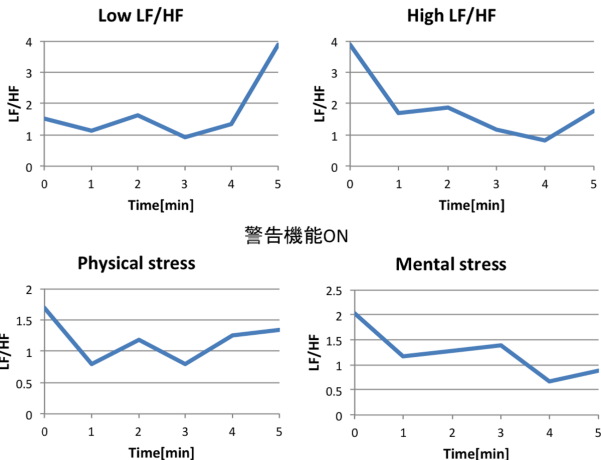 Low LF/HF
High LF/HF
4
3
2
1
0
LF/HF
0 1 2 3 4 5
Time[min]
4
3
2
1
0
LF/HF
0 1 2 3 4 5
Time[min]
警告機能ON
Physical stress
Mental stress
2
1.5
1
0.5
0
LF/HF
0 1 2 3 4 5
Time[min]
2.5
2
1.5
1
0.5
0
LF/HF
0 1 2 3 4 5
Time[min]